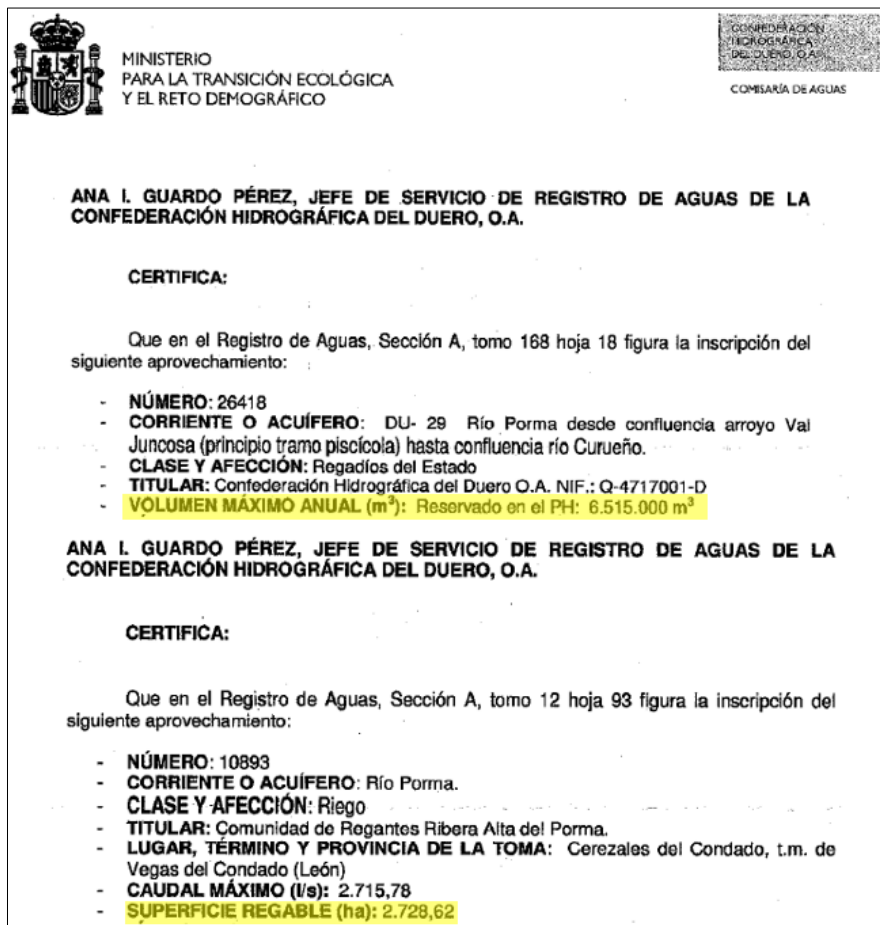 MINISTERIO
PARA LA TRANSICIÓN ECOLÓGICA
Y EL RETO DEMOGRÁFICO
CONFEDERACIÓN
HIDROGRÁFICA
DEL DUERO, O.A.
COMISARÍA DE AGUAS
ANA I. GUARDO PÉREZ, JEFE DE SERVICIO DE REGISTRO DE AGUAS DE LA
CONFEDERACIÓN HIDROGRÁFICA DEL DUERO, O.A.
CERTIFICA:
Que en el Registro de Aguas, Sección A, tomo 168 hoja 18 figura la inscripción del
siguiente aprovechamiento:
- NÚMERO: 26418
- CORRIENTE O ACUÍFERO: DU- 29 Río Porma desde confluencia arroyo Val
Juncosa (principio tramo piscícola) hasta confluencia río Curueño.
- CLASE Y AFECCIÓN: Regadíos del Estado
- TITULAR: Confederación Hidrográfica del Duero O.A. NIF.: Q-4717001-D
- VOLUMEN MÁXIMO ANUAL (m³): Reservado en el PH: 6.515.000 m³
ANA I. GUARDO PÉREZ, JEFE DE SERVICIO DE REGISTRO DE AGUAS DE LA
CONFEDERACIÓN HIDROGRÁFICA DEL DUERO, O.A.
CERTIFICA:
Que en el Registro de Aguas, Sección A, tomo 12 hoja 93 figura la inscripción del
siguiente aprovechamiento:
- NÚMERO: 10893
- CORRIENTE O ACUÍFERO: Río Porma.
- CLASE Y AFECCIÓN: Riego
- TITULAR: Comunidad de Regantes Ribera Alta del Porma.
- LUGAR, TÉRMINO Y PROVINCIA DE LA TOMA: Cerezales del Condado, t.m. de
Vegas del Condado (León)
- CAUDAL MÁXIMO (l/s): 2.715,78
- SUPERFICIE REGABLE (ha): 2.728,62